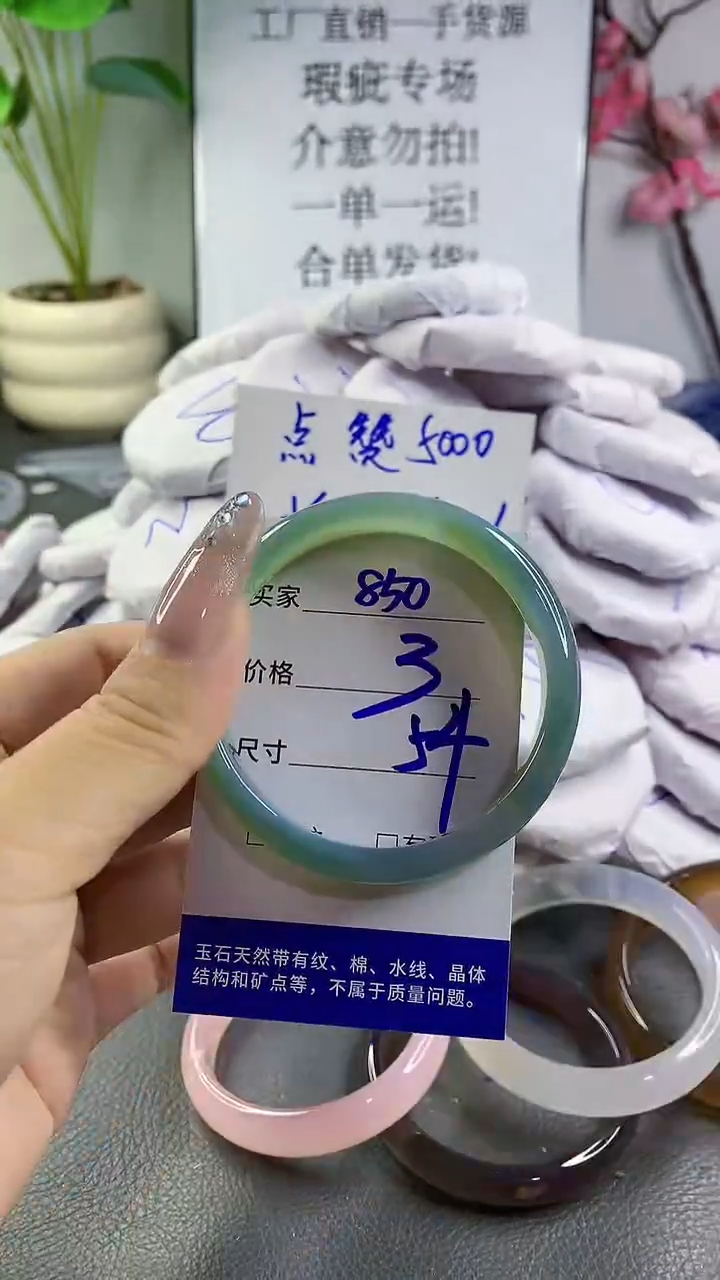 工厂直销一手货源
瑕疵专场
介意勿拍!
一单一运!
合单发货!
点赞5000
买家 850
价格 3
尺寸 54
玉石天然带有纹、棉、水线、晶体
结构和矿点等，不属于质量问题。